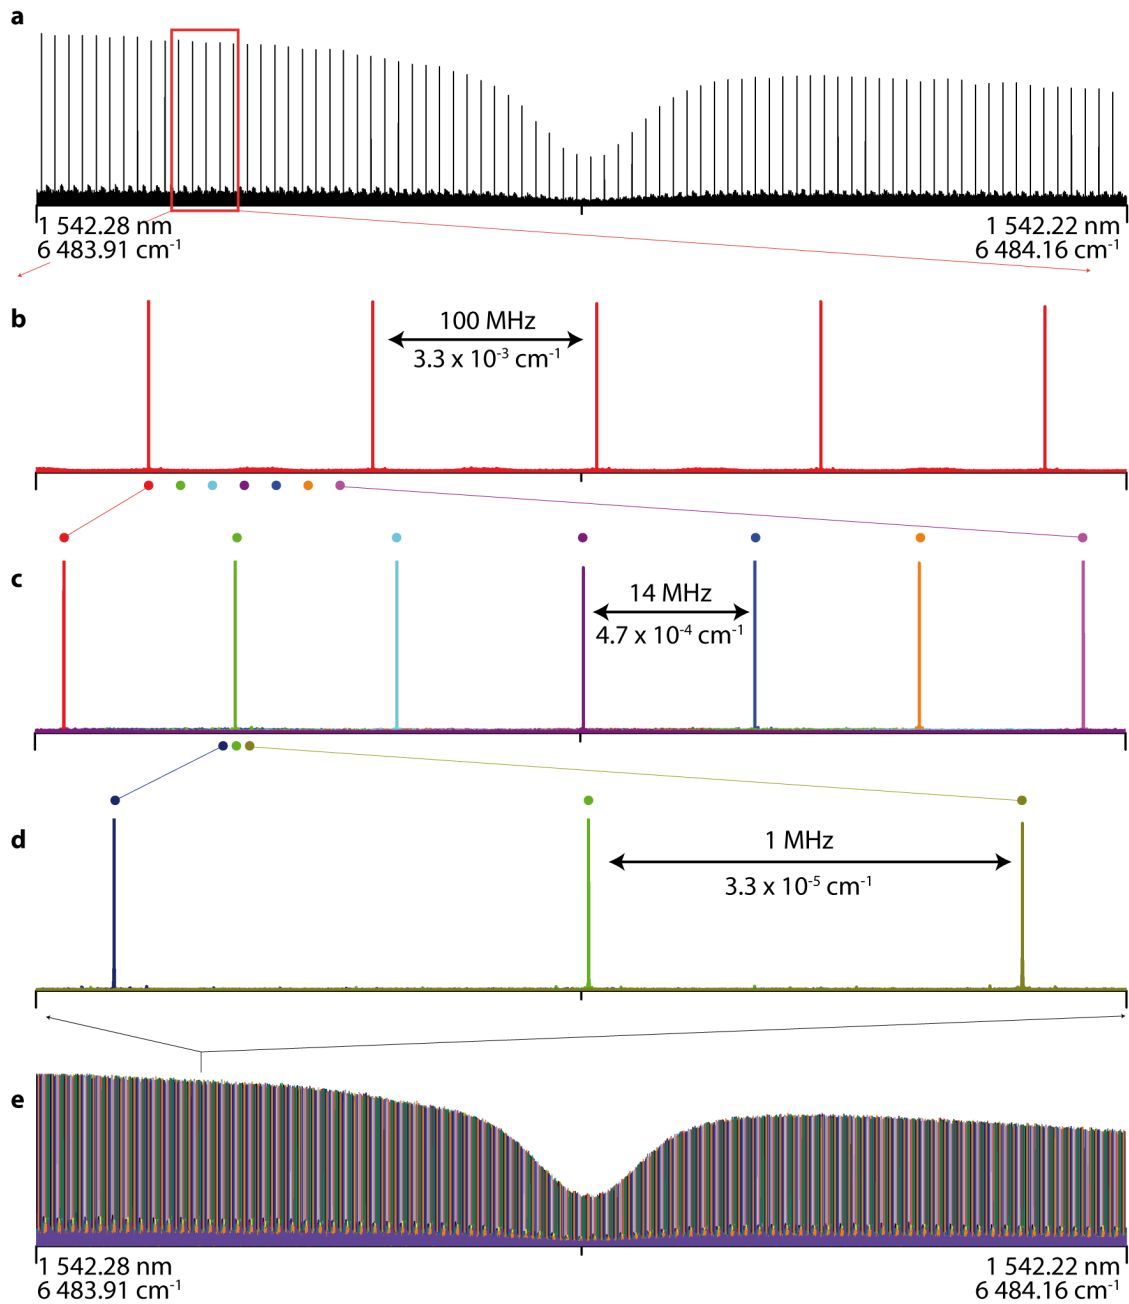 a
1 542.28 nm
6 483.91 cm⁻¹
1 542.22 nm
6 484.16 cm⁻¹
b
100 MHz
3.3 x 10⁻³ cm⁻¹
c
14 MHz
4.7 x 10⁻⁴ cm⁻¹
d
1 MHz
3.3 x 10⁻⁵ cm⁻¹
e
1 542.28 nm
6 483.91 cm⁻¹
1 542.22 nm
6 484.16 cm⁻¹